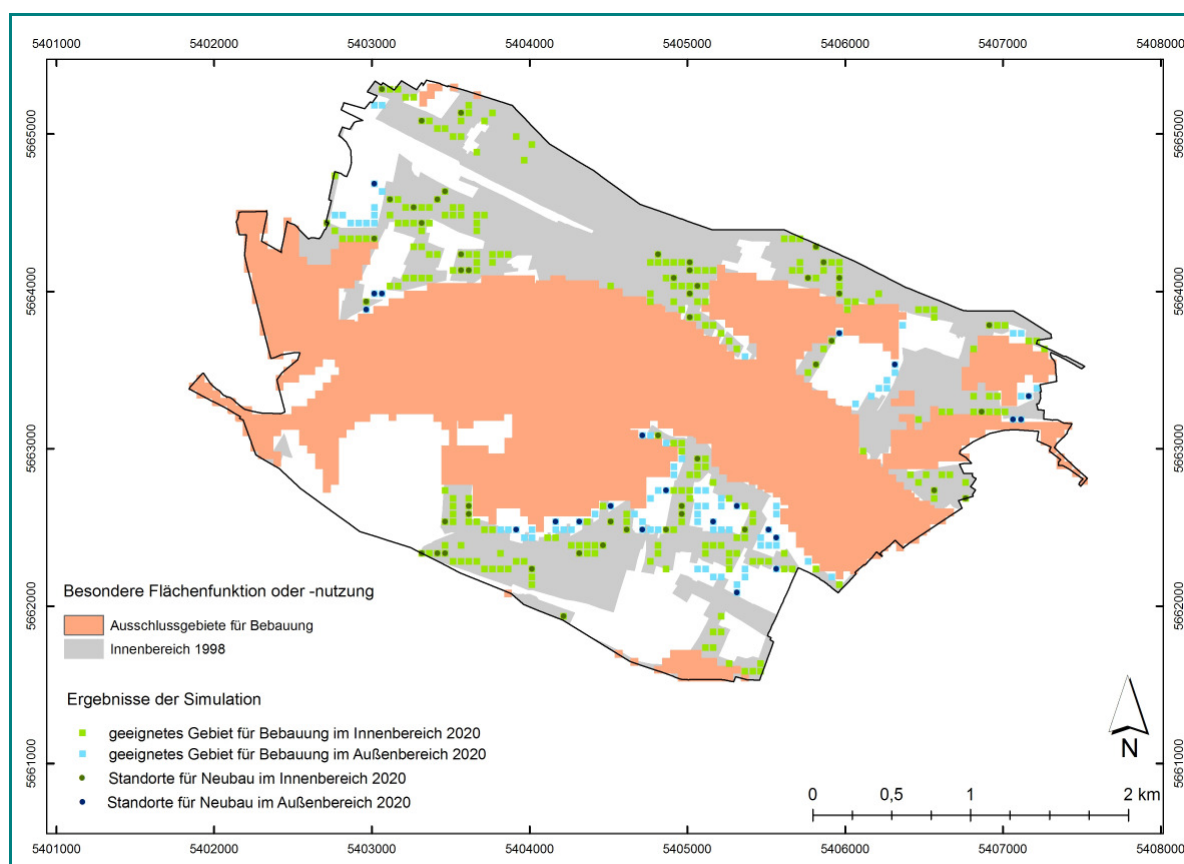 5401000 5402000 5403000 5404000 5405000 5406000 5407000 5408000
5665000 5665000
5664000 5664000
5663000 5663000
5662000 5662000
5661000 5661000
Besondere Flächenfunktion oder -nutzung
Ausschlussgebiete für Bebauung
Innenbereich 1998
Ergebnisse der Simulation
geeignetes Gebiet für Bebauung im Innenbereich 2020
geeignetes Gebiet für Bebauung im Außenbereich 2020
Standorte für Neubau im Innenbereich 2020
Standorte für Neubau im Außenbereich 2020
N
0 0,5 1 2 km
5401000 5402000 5403000 5404000 5405000 5406000 5407000 5408000